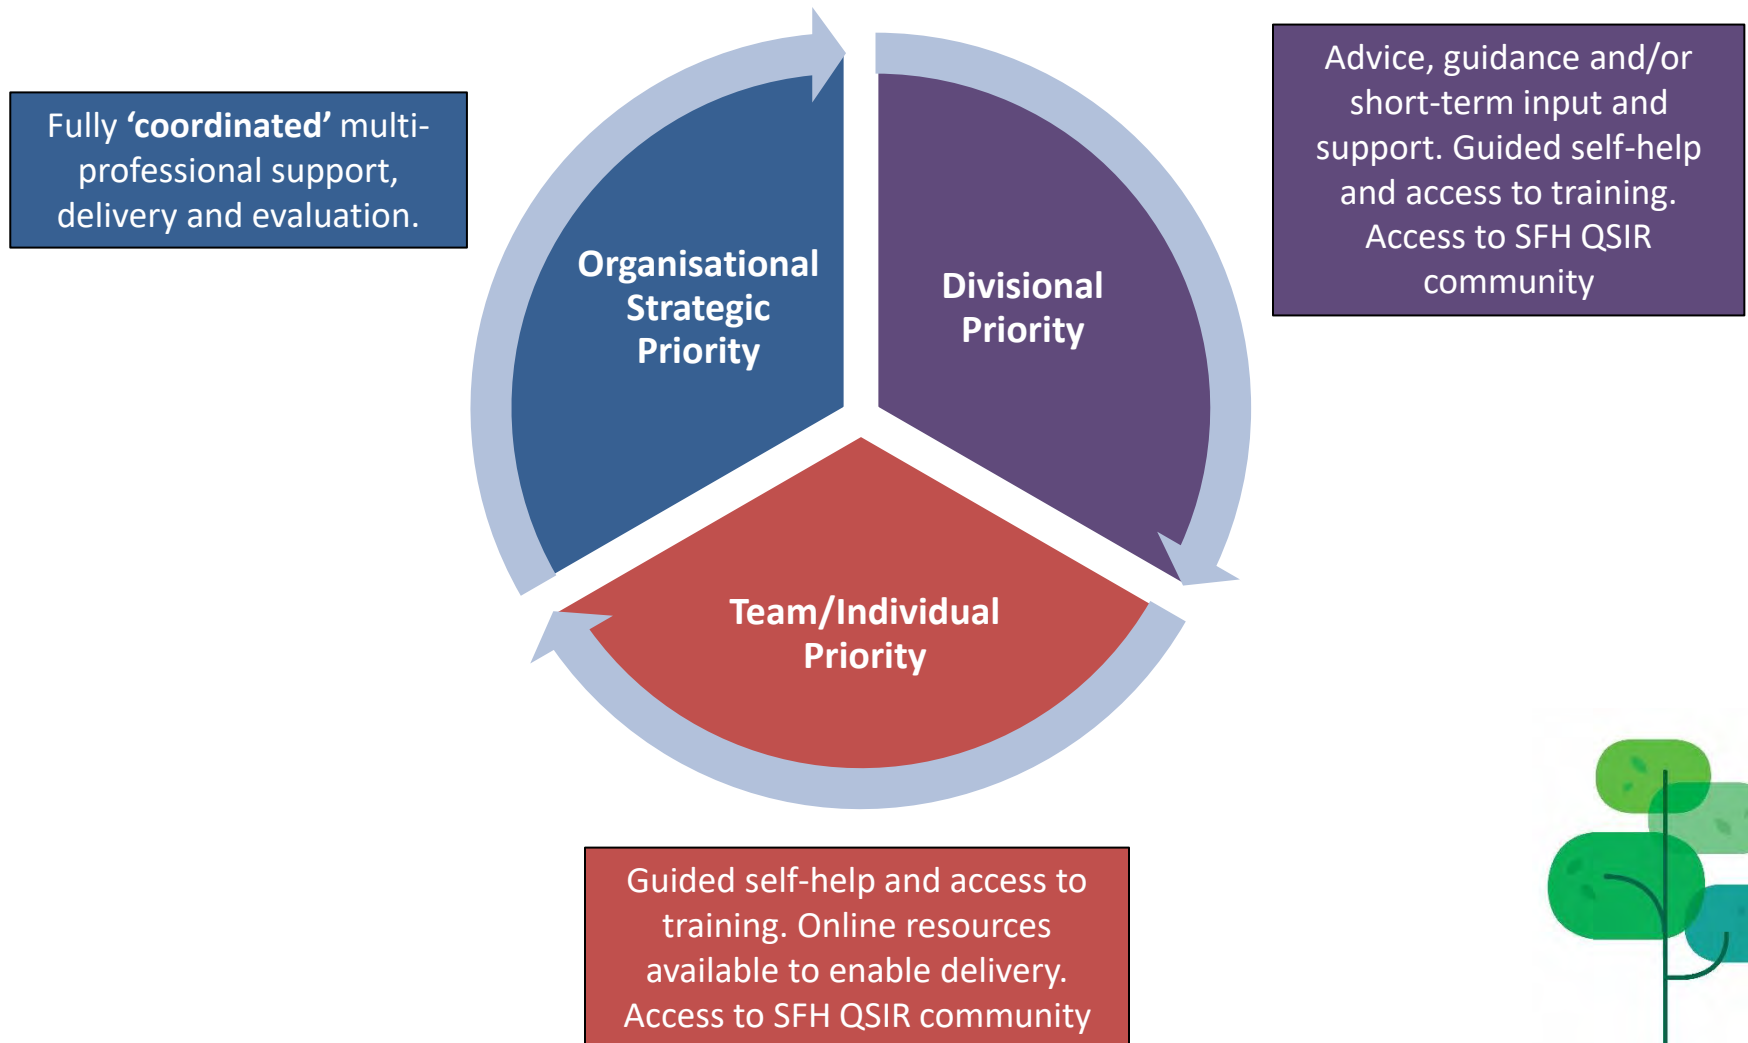 Fully ‘coordinated’ multi-
professional support,
delivery and evaluation.
Organisational
Strategic
Priority
Divisional
Priority
Advice, guidance and/or
short-term input and
support. Guided self-help
and access to training.
Access to SFH QSIR
community
Team/Individual
Priority
Guided self-help and access to
training. Online resources
available to enable delivery.
Access to SFH QSIR community